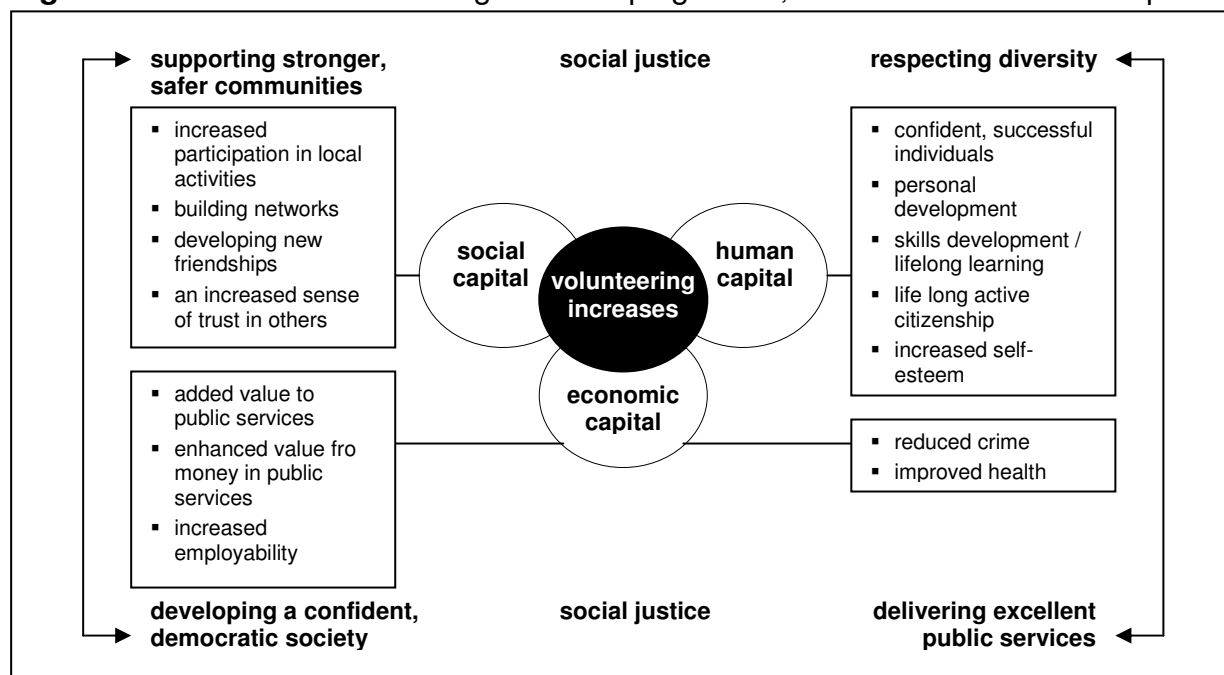 supporting stronger,
safer communities
social justice
respecting diversity
▪ increased
participation in local
activities
▪ building networks
▪ developing new
friendships
▪ an increased sense
of trust in others
social
capital
volunteering
increases
human
capital
▪ confident, successful
individuals
▪ personal
development
▪ skills development /
lifelong learning
▪ life long active
citizenship
▪ increased self-
esteem
▪ added value to
public services
▪ enhanced value fro
money in public
services
▪ increased
employability
economic
capital
▪ reduced crime
▪ improved health
developing a confident,
democratic society
social justice
delivering excellent
public services